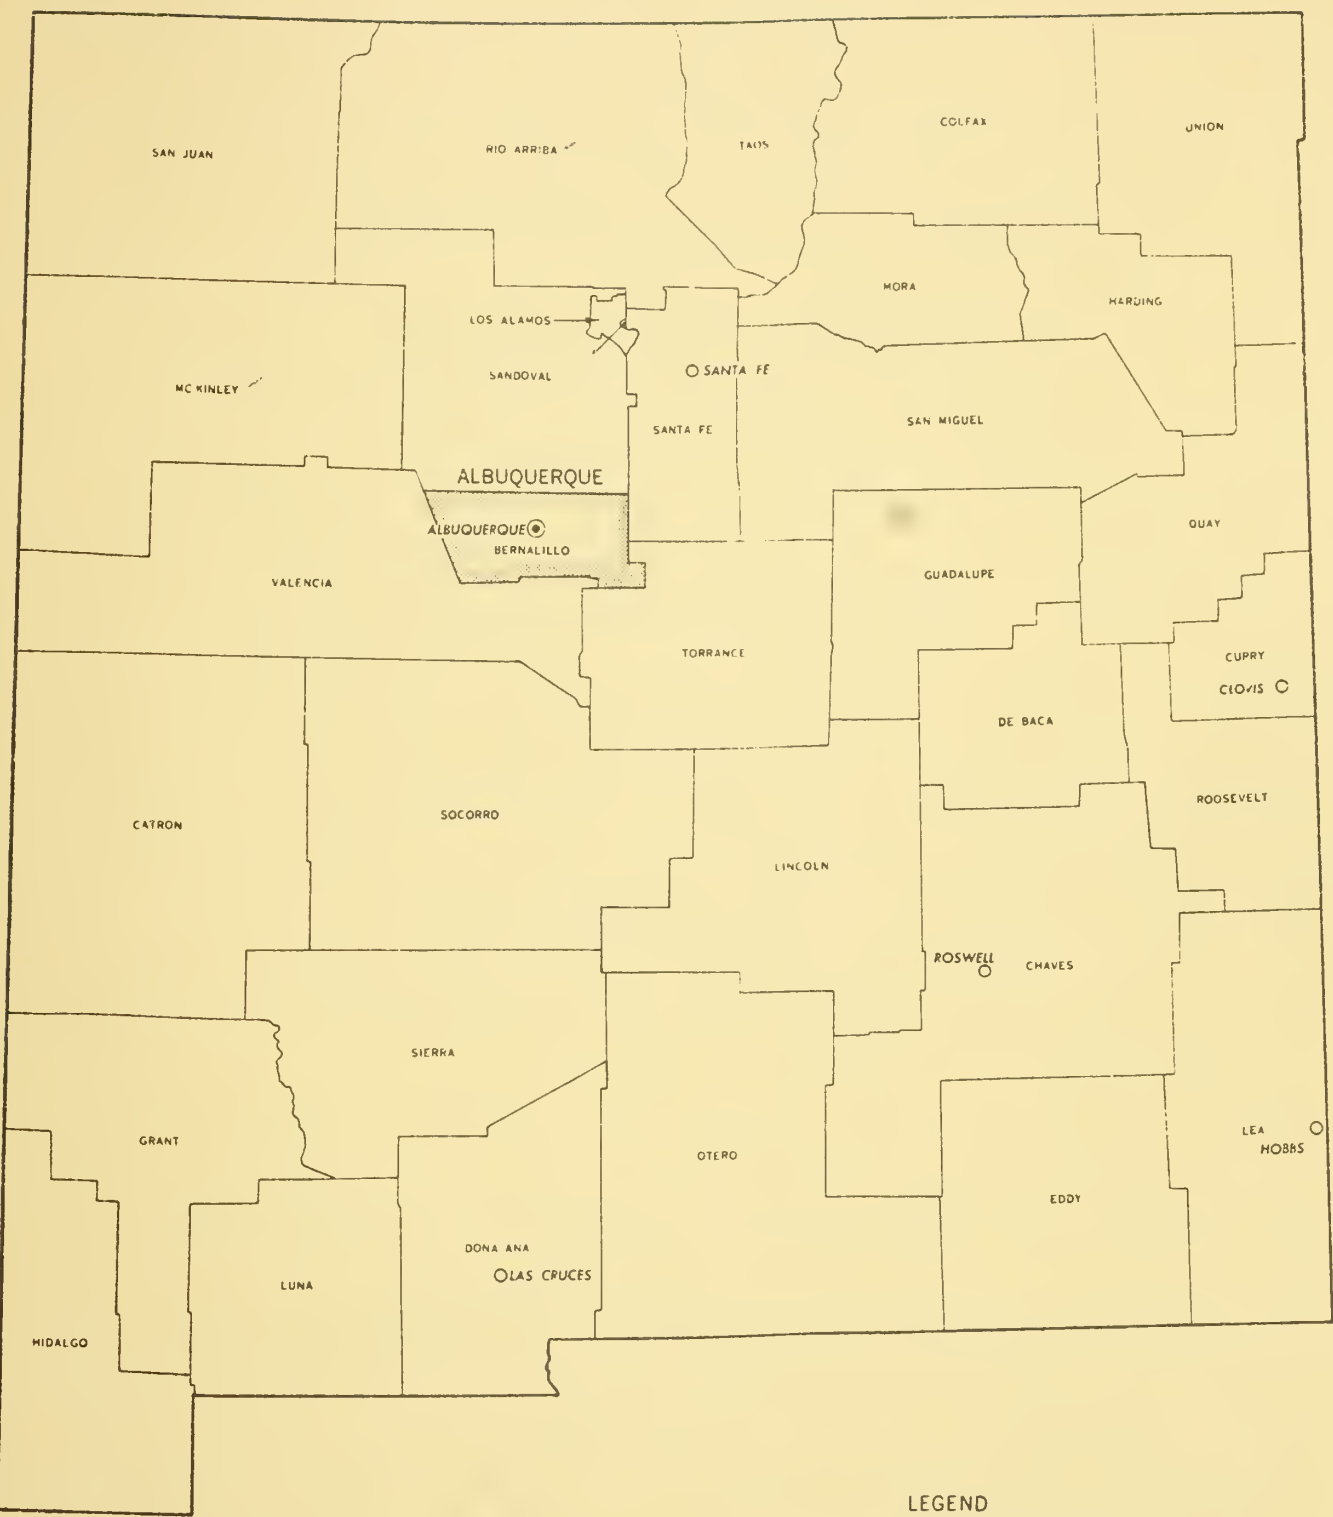 COLFAX
UNION
SAN JUAN
RIO ARRIBA
TAOS
MORA
HARDING
LOS ALAMOS
SANDOVAL
SANTA FE
MC KINLEY
SANTA FE
SAN MIGUEL
ALBUQUERQUE
ALBUQUERQUE
BERNALILLO
QUAY
VALENCIA
GUADALUPE
TORRANCE
CUPRY
CLOVIS
DE BACA
ROOSEVELT
CATRON
SOCORRO
LINCOLN
ROSWELL
CHAVES
SIERRA
GRANT
OTERO
LEA
HOBBS
EDDY
DONA ANA
LAS CRUCES
LUNA
HIDALGO
LEGEND